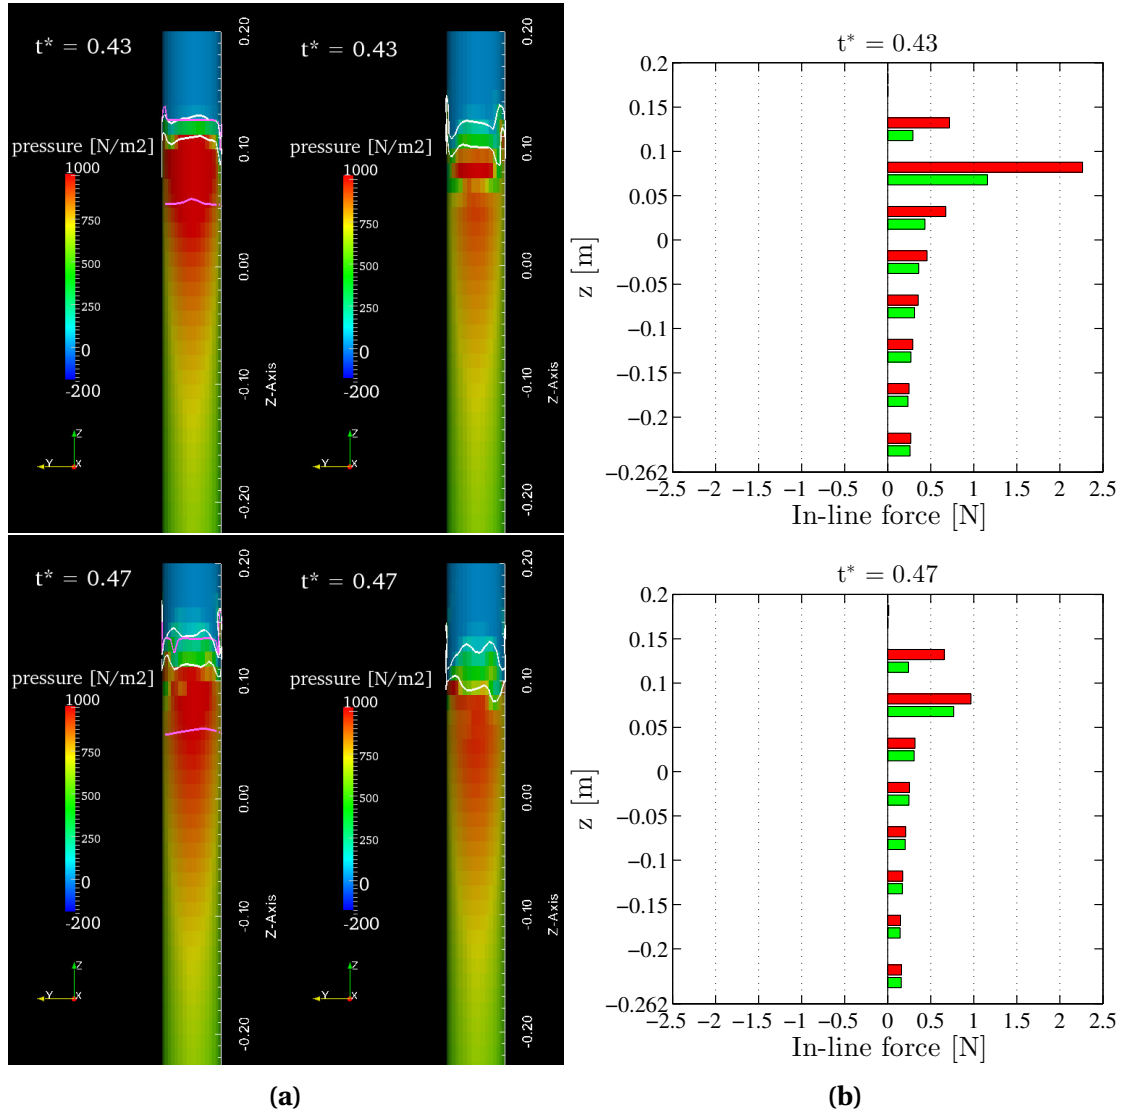 t* = 0.43
t* = 0.43
pressure [N/m2]
1000
750
500
250
0
-200
pressure [N/m2]
1000
750
500
250
0
-200
0.20
0.10
0.00
-0.10
-0.20
Z-Axis
0.20
0.10
0.00
-0.10
-0.20
Z-Axis
Z
Y
X
Z
Y
X
t* = 0.43
0.2
0.15
0.1
0.05
0
−0.05
−0.1
−0.15
−0.2
−0.262
z [m]
−2.5 −2 −1.5 −1 −0.5 0 0.5 1 1.5 2 2.5
In-line force [N]
t* = 0.47
t* = 0.47
pressure [N/m2]
1000
750
500
250
0
-200
pressure [N/m2]
1000
750
500
250
0
-200
0.20
0.10
0.00
-0.10
-0.20
Z-Axis
0.20
0.10
0.00
-0.10
-0.20
Z-Axis
Z
Y
X
Z
Y
X
t* = 0.47
0.2
0.15
0.1
0.05
0
−0.05
−0.1
−0.15
−0.2
−0.262
z [m]
−2.5 −2 −1.5 −1 −0.5 0 0.5 1 1.5 2 2.5
In-line force [N]
(a)
(b)